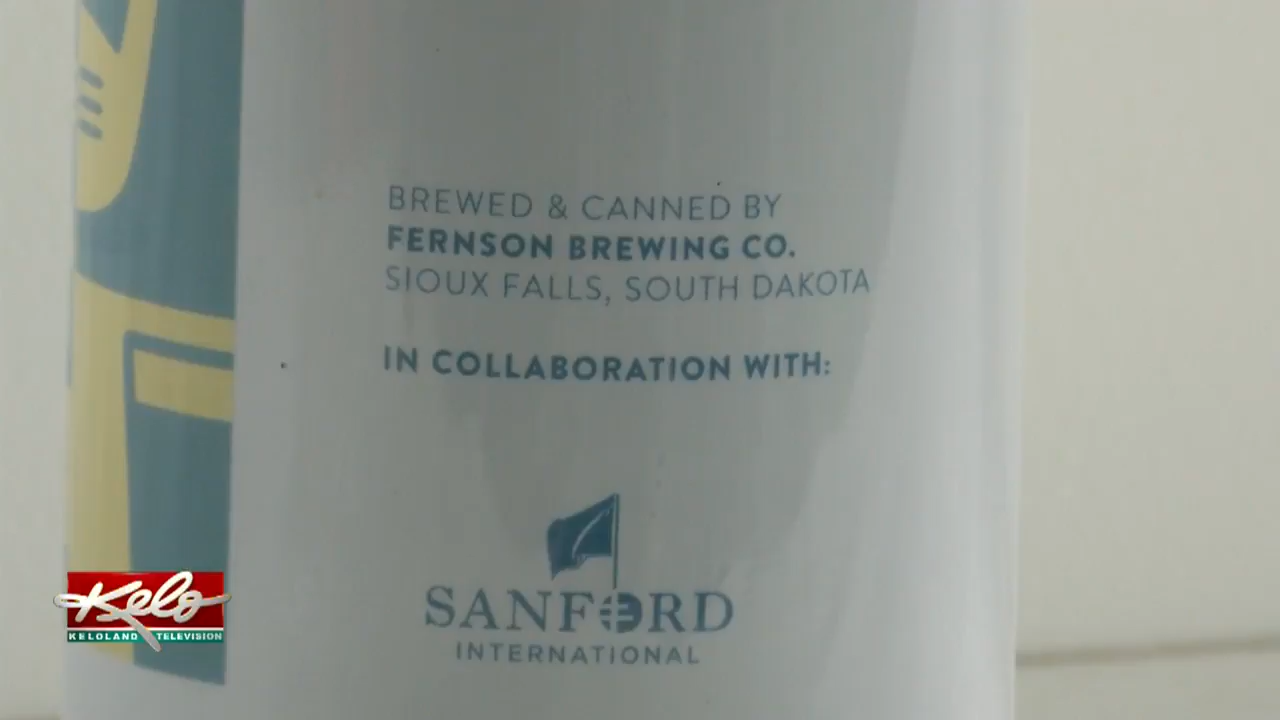 BREWED & CANNED BY
FERNSON BREWING CO.
SIOUX FALLS, SOUTH DAKOTA
IN COLLABORATION WITH:
SANFORD
INTERNATIONAL
Kelo
KELOLAND TELEVISION